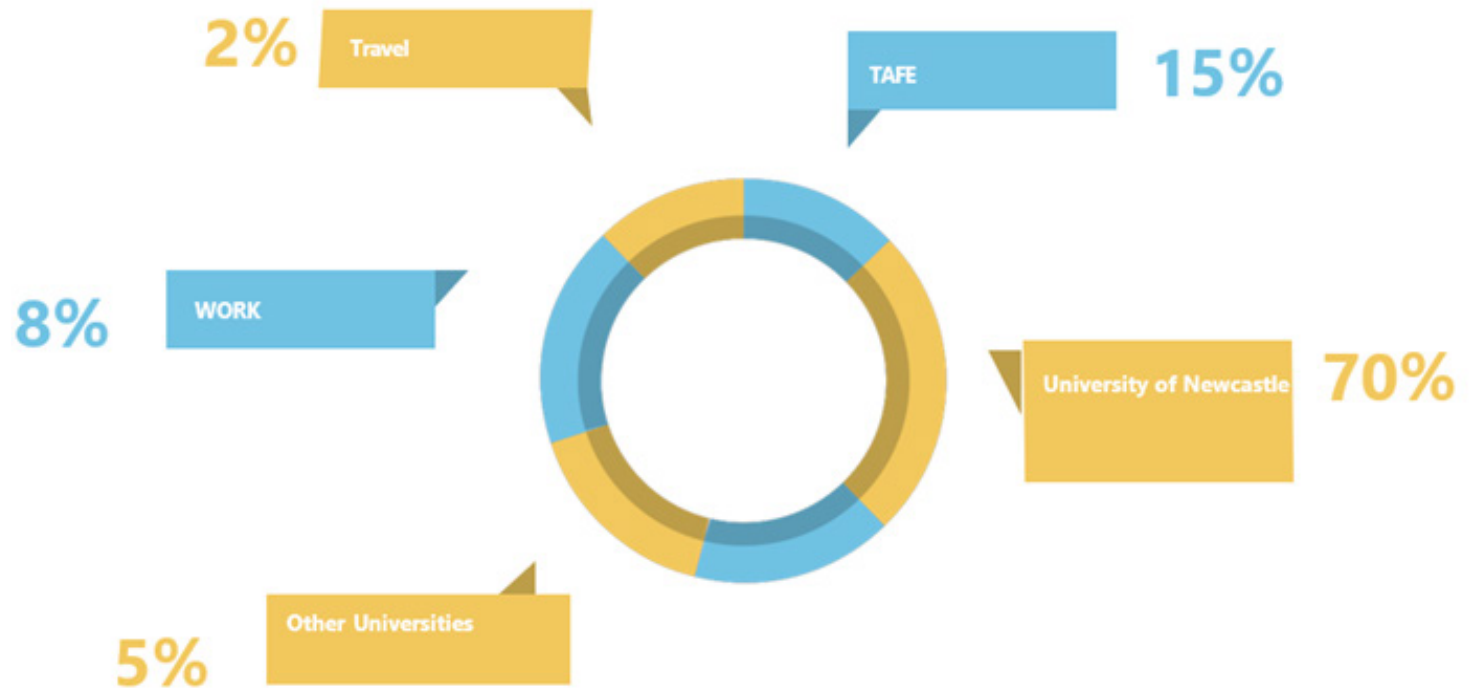 2%
Travel
TAFE
15%
8%
WORK
University of Newcastle
70%
Other Universities
5%